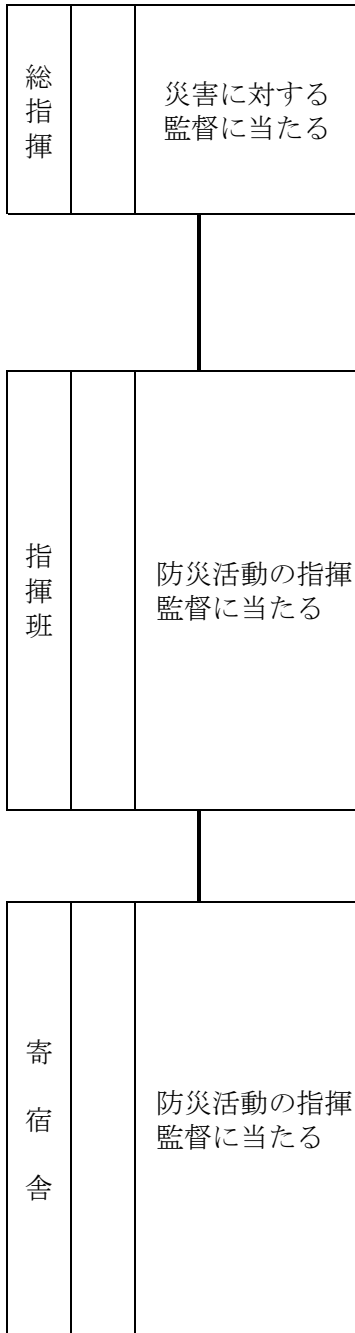 総指揮
災害に対する
監督に当たる
指揮班
防災活動の指揮
監督に当たる
寄宿舎
防災活動の指揮
監督に当たる